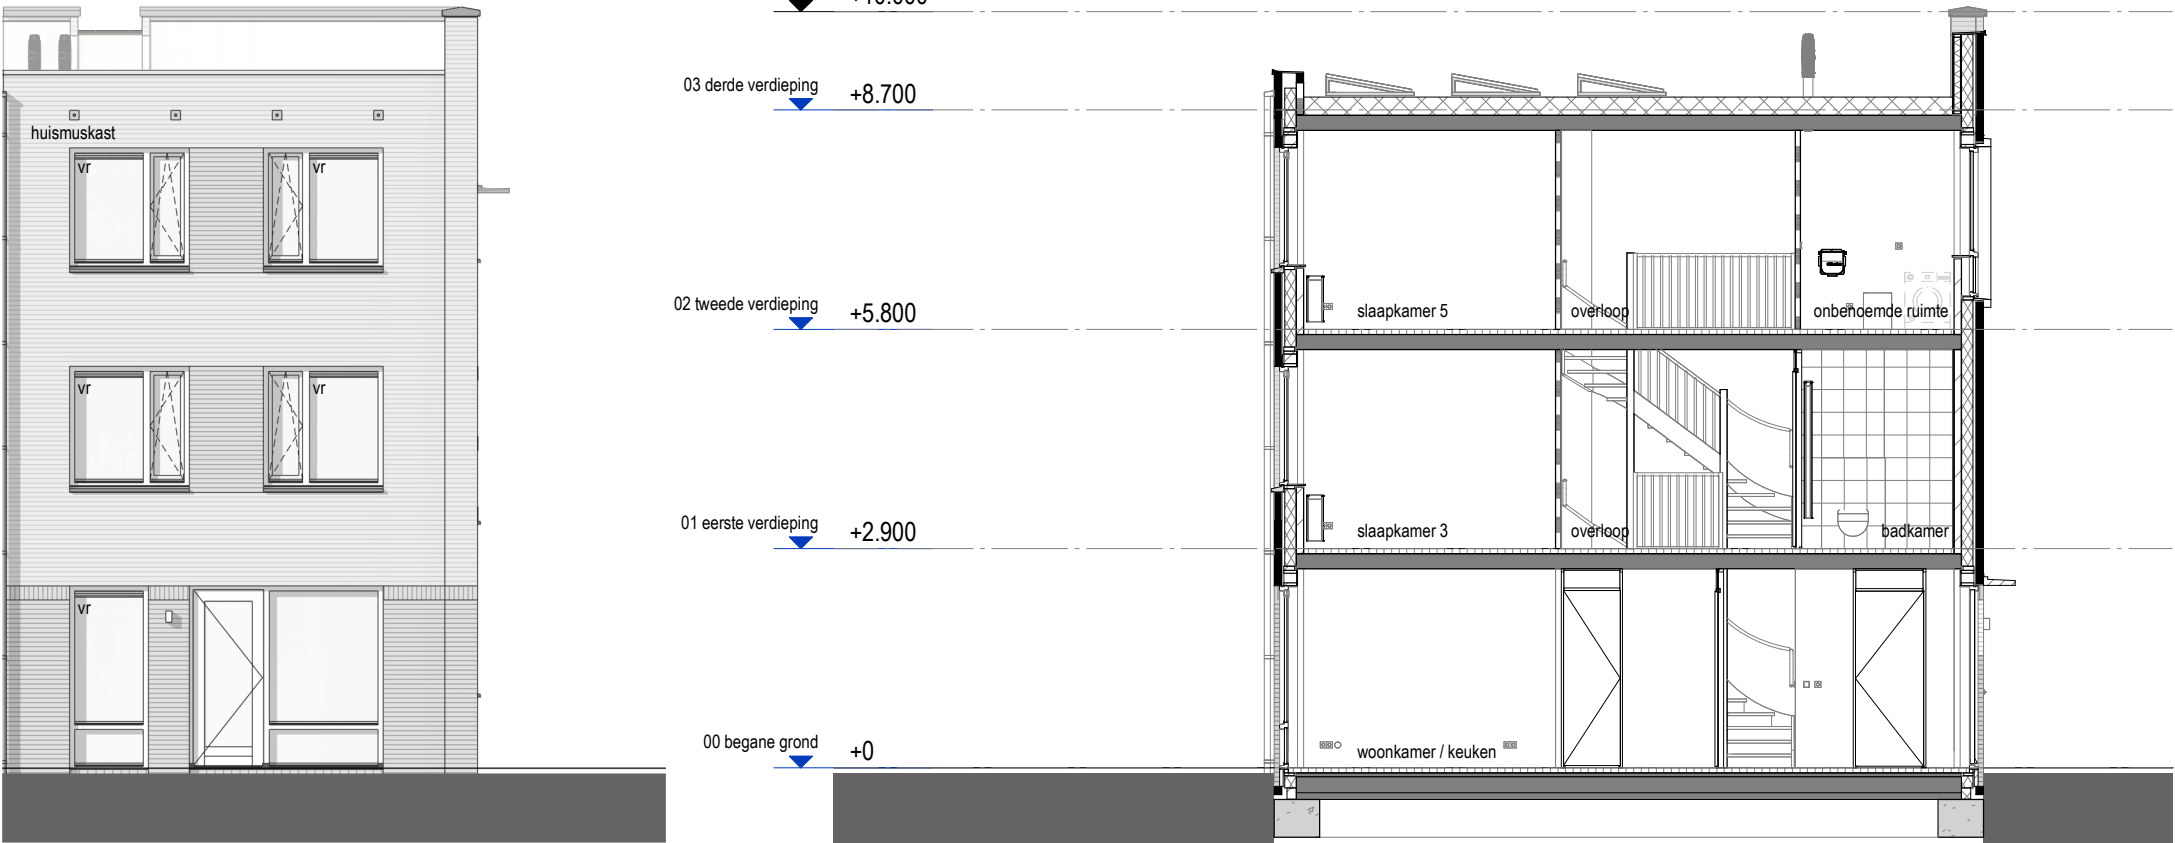 03 derde verdieping
+8.700
huismuskast
vr
vr
02 tweede verdieping
+5.800
slaapkamer 5
overloop
onbenoemde ruimte
vr
vr
01 eerste verdieping
+2.900
slaapkamer 3
overloop
badkamer
vr
00 begane grond
+0
woonkamer / keuken